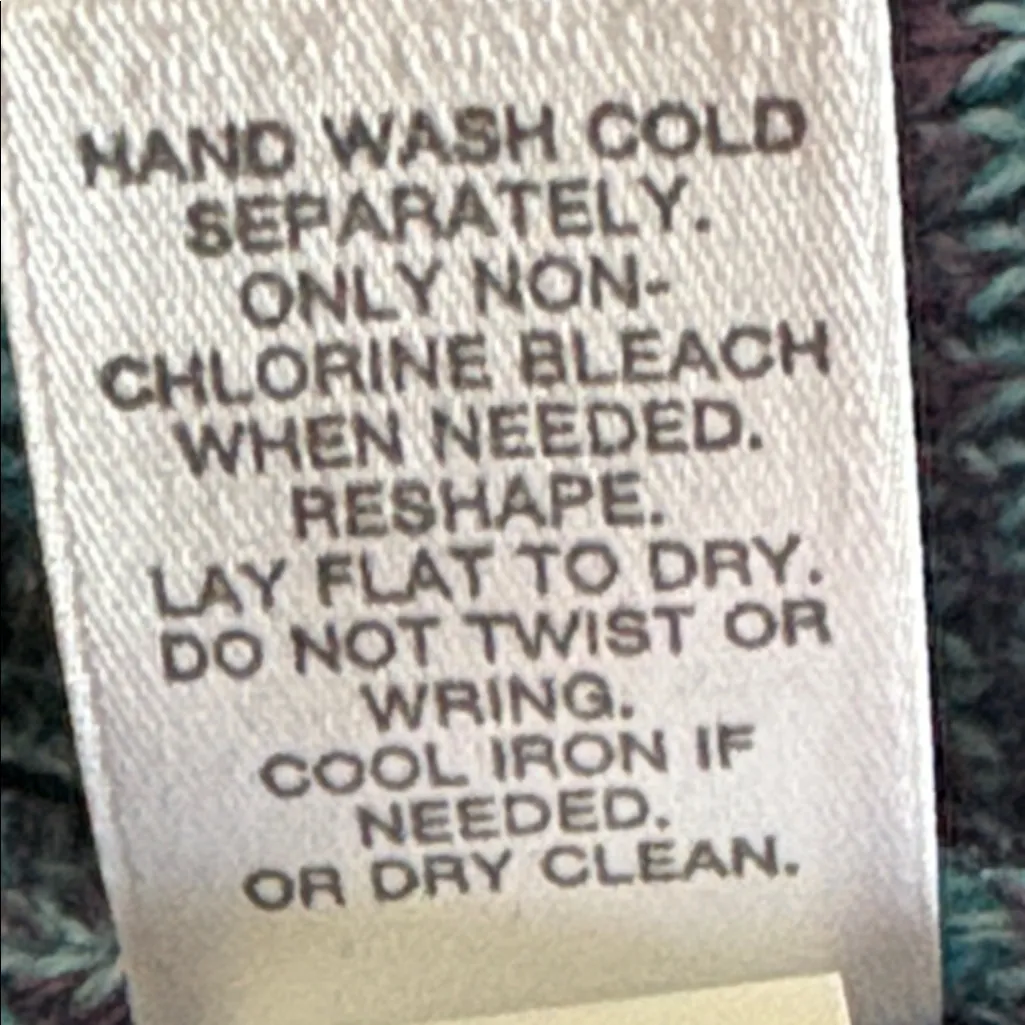 HAND WASH COLD
SEPARATELY.
ONLY NON-
CHLORINE BLEACH
WHEN NEEDED.
RESHAPE.
LAY FLAT TO DRY.
DO NOT TWIST OR
WRING.
COOL IRON IF
NEEDED.
OR DRY CLEAN.